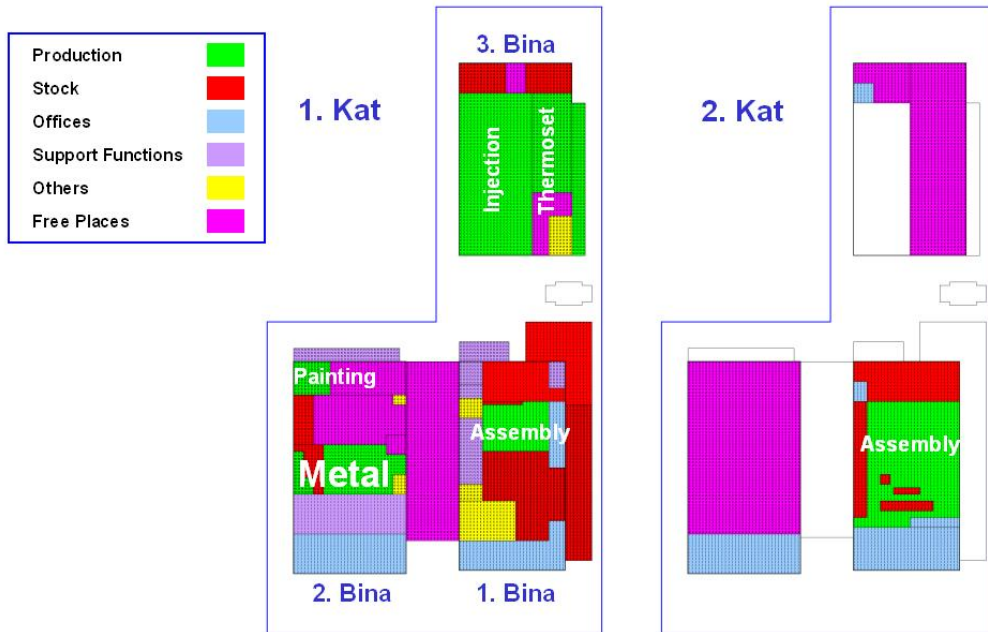 Production
Stock
Offices
Support Functions
Others
Free Places
1. Kat
3. Bina
Injection
Thermoset
Painting
Metal
Assembly
2. Bina
1. Bina
2. Kat
Assembly